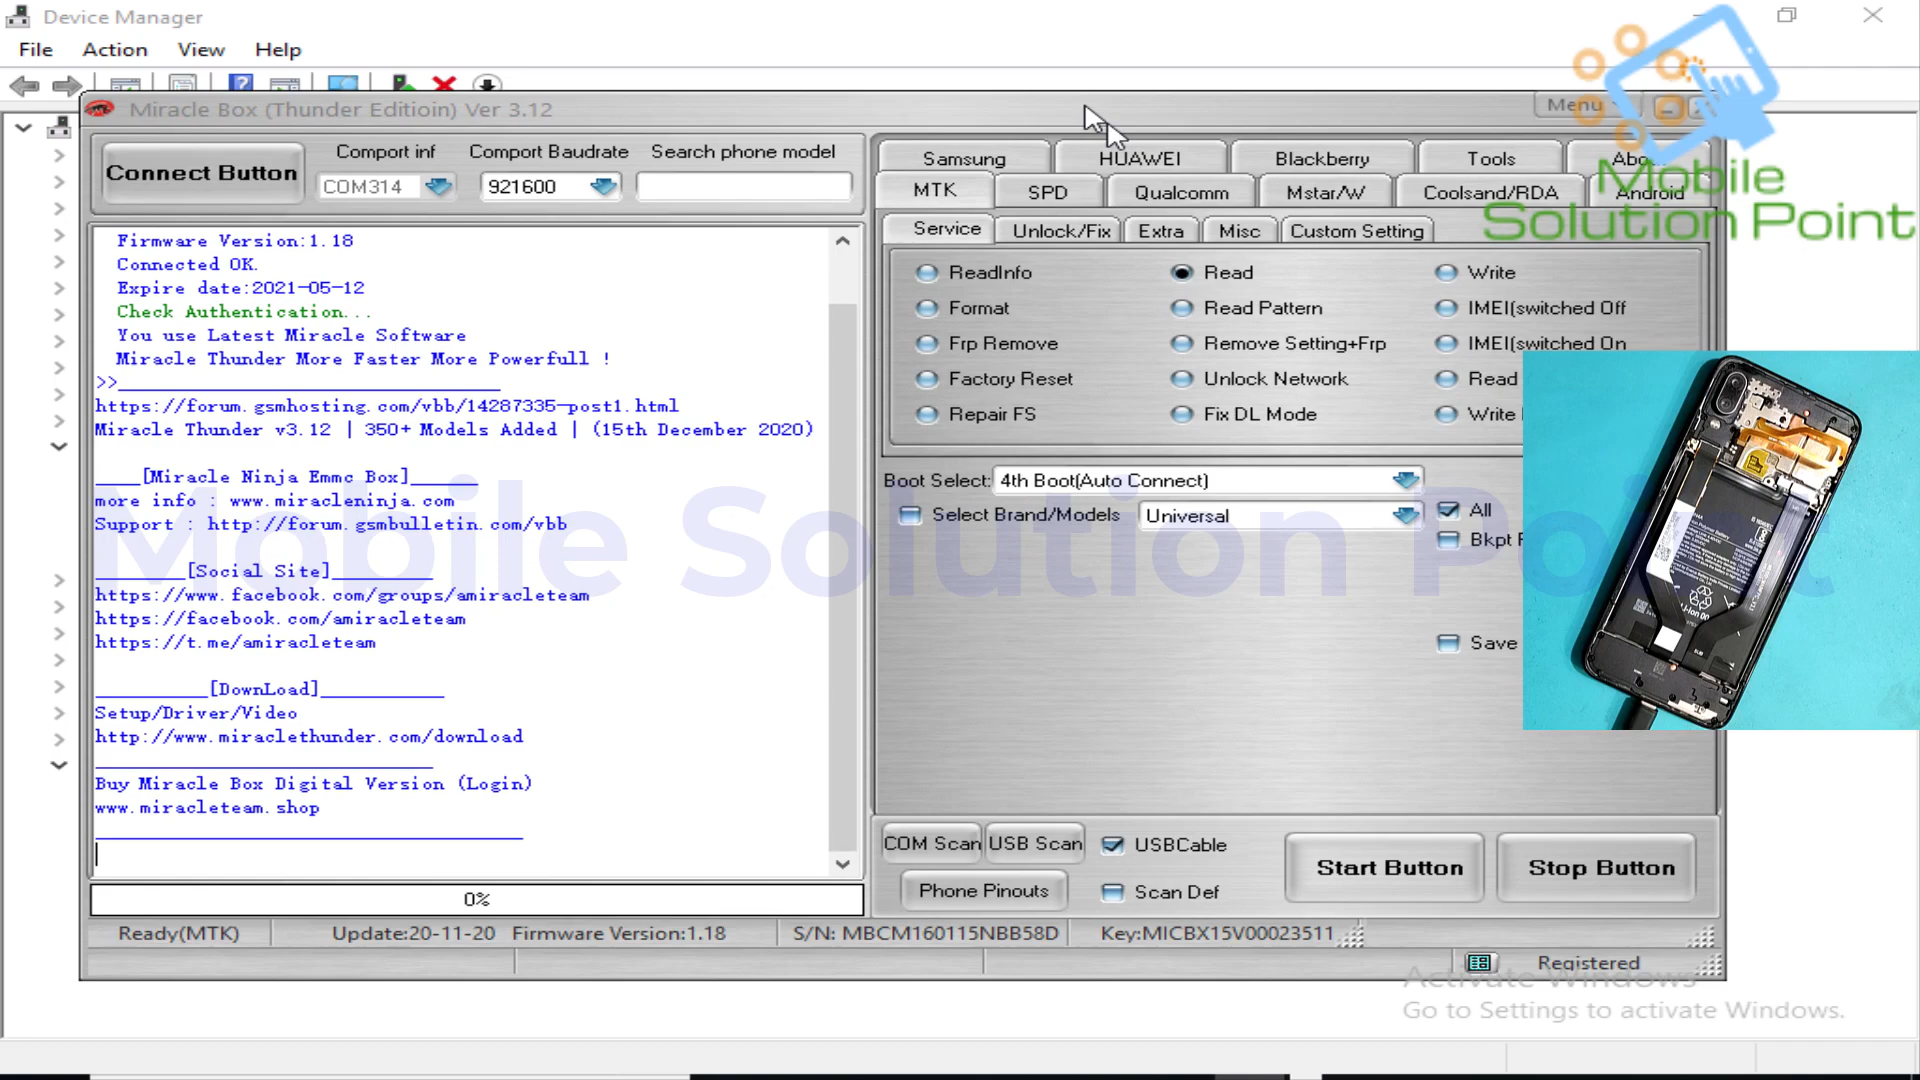 Device Manager
File Action View Help
Miracle Box (Thunder Editioin) Ver 3.12
Menu
Connect Button
Comport inf
COM314
Comport Baudrate
921600
Search phone model
Firmware Version:1.18
Connected OK.
Expire date:2021-05-12
Check Authentication...
You use Latest Miracle Software
Miracle Thunder More Faster More Powerfull !
>>
https://forum.gsmhosting.com/vbb/14287335-post1.html
Miracle Thunder v3.12 | 350+ Models Added | (15th December 2020)
____[Miracle Ninja Emmc Box]______
more info : www.miracleninja.com
Support : http://forum.gsmbulletin.com/vbb
________[Social Site]_________
https://www.facebook.com/groups/amiracleteam
https://facebook.com/amiracleteam
https://t.me/amiracleteam
__________[DownLoad]___________
Setup/Driver/Video
http://www.miraclethunder.com/download
Buy Miracle Box Digital Version (Login)
www.miracleteam.shop
0%
Samsung HUAWEI Blackberry Tools
MTK SPD Qualcomm Mstar/W Coolsand/RDA Android
Service Unlock/Fix Extra Misc Custom Setting
ReadInfo Read Write
Format Read Pattern IMEI(switched Off
Frp Remove Remove Setting+Frp IMEI(switched On
Factory Reset Unlock Network Read
Repair FS Fix DL Mode Write
Boot Select: 4th Boot(Auto Connect)
Select Brand/Models Universal All
Bkpt
Save
COM Scan USB Scan USBCable
Phone Pinouts Scan Def
Start Button Stop Button
Ready(MTK) Update:20-11-20 Firmware Version:1.18 S/N: MBCM160115NBB58D Key:MICBX15V00023511
Registered
Activate Windows
Go to Settings to activate Windows.
Mobile
Solution Point
Mobile Solution Point